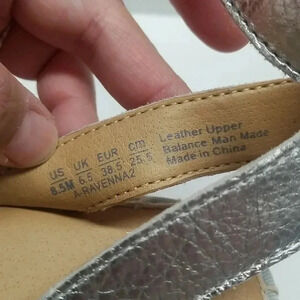 US UK EUR cm
8.5M 6.5 38.5 25.5
A-RAVENNA2
Leather Upper
Balance Man Made
Made in China